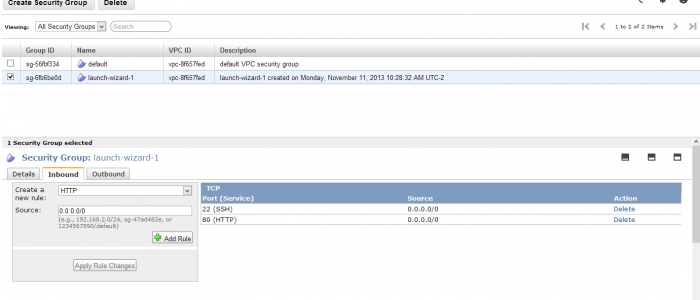 Create Security Group Delete
Viewing: All Security Groups Search 1 to 2 of 2 Items
Group ID Name VPC ID Description
sg-56fbf334 default vpc-8f657fed default VPC security group
sg-6fb6be0d launch-wizard-1 vpc-8f657fed launch-wizard-1 created on Monday, November 11, 2013 10:28:32 AM UTC-2
1 Security Group selected
Security Group: launch-wizard-1
Details Inbound Outbound
Create a new rule: HTTP
Source: 0.0.0.0/0
(e.g., 192.168.2.0/24, sg-47ad482e, or
1234567890/default)
Add Rule
Apply Rule Changes
TCP
Port (Service) Source Action
22 (SSH) 0.0.0.0/0 Delete
80 (HTTP) 0.0.0.0/0 Delete